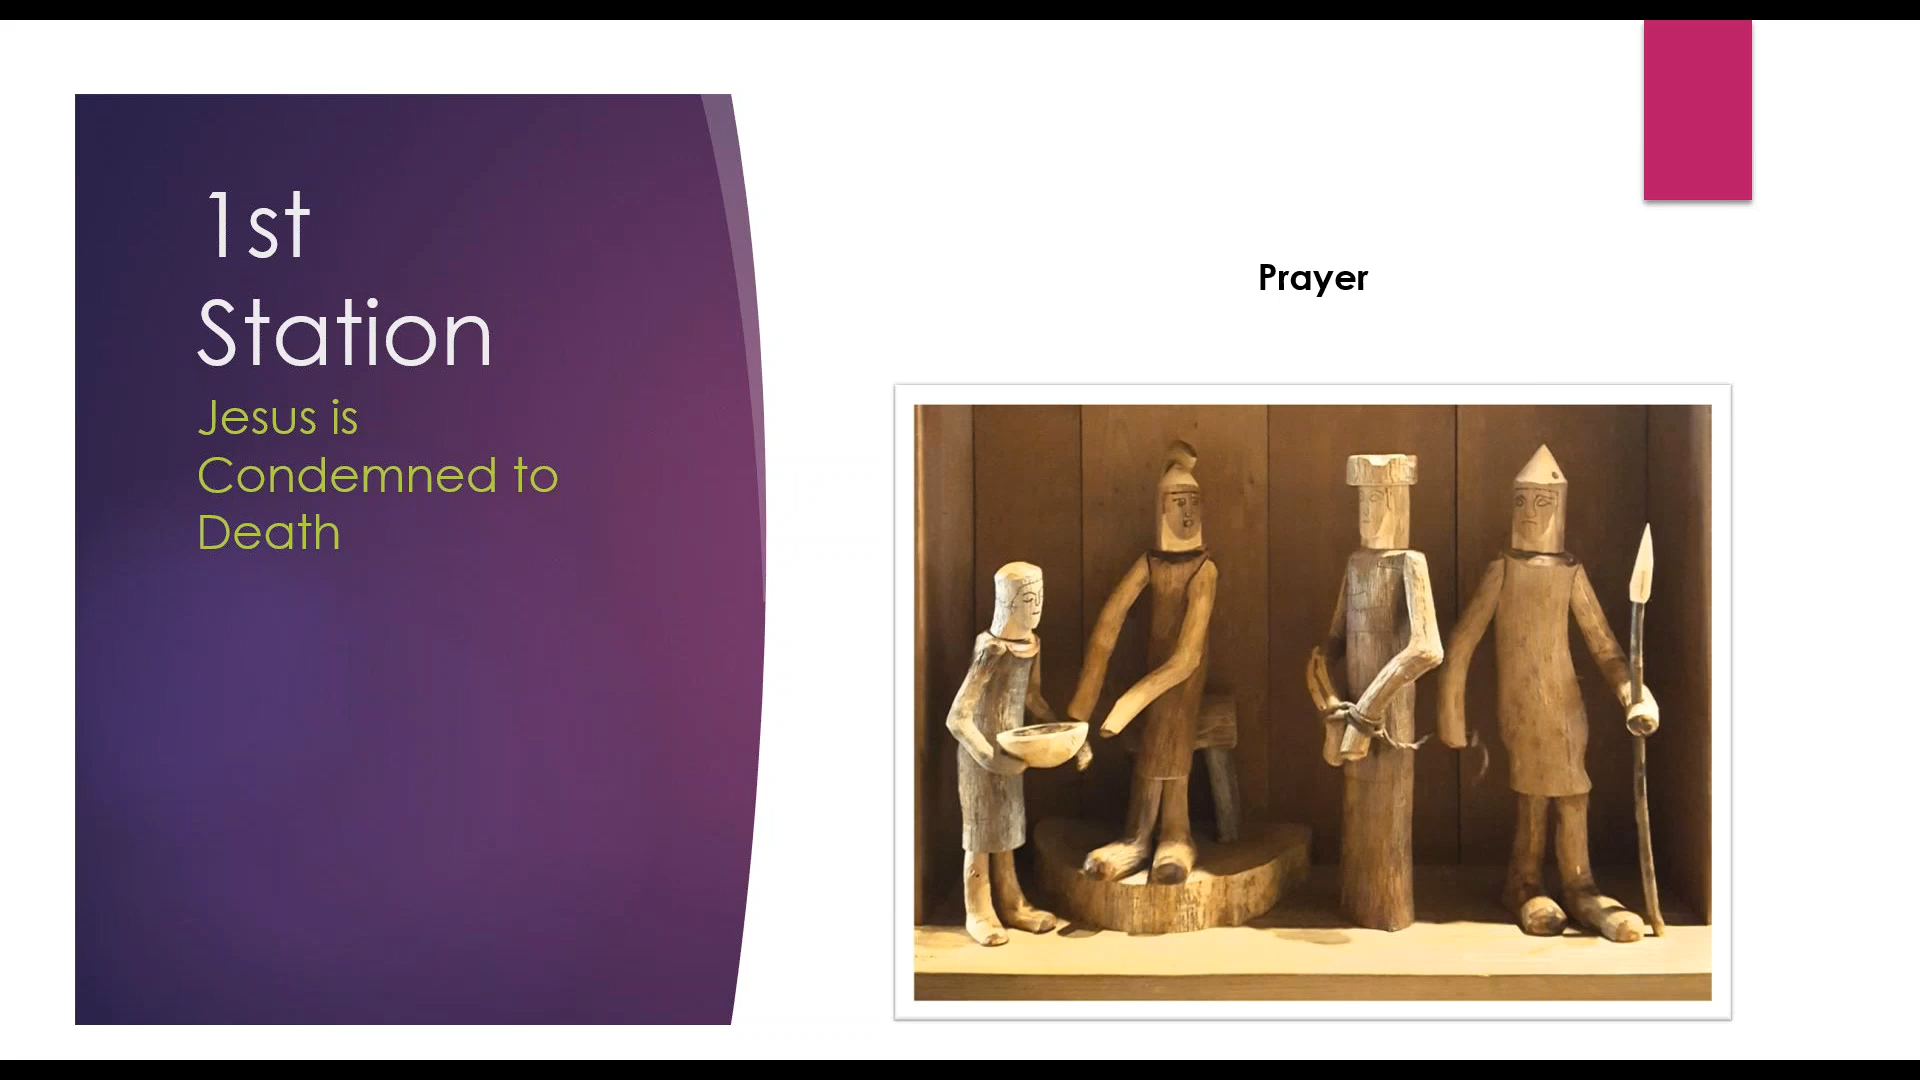 1st
Station
Jesus is
Condemned to
Death
Prayer